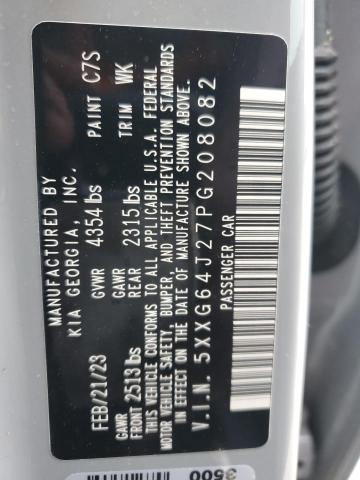 MANUFACTURED BY
KIA GEORGIA, INC.
FEB/21/23 GVWR 4354 lbs PAINT C7S
GAWR FRONT 2513 lbs GAWR REAR 2315 lbs TRIM WK
THIS VEHICLE CONFORMS TO ALL APPLICABLE U.S.A. FEDERAL
MOTOR VEHICLE SAFETY, BUMPER, AND THEFT PREVENTION STANDARDS
IN EFFECT ON THE DATE OF MANUFACTURE SHOWN ABOVE.
V.I.N. 5XXG64J27PG208082
PASSENGER CAR
3500